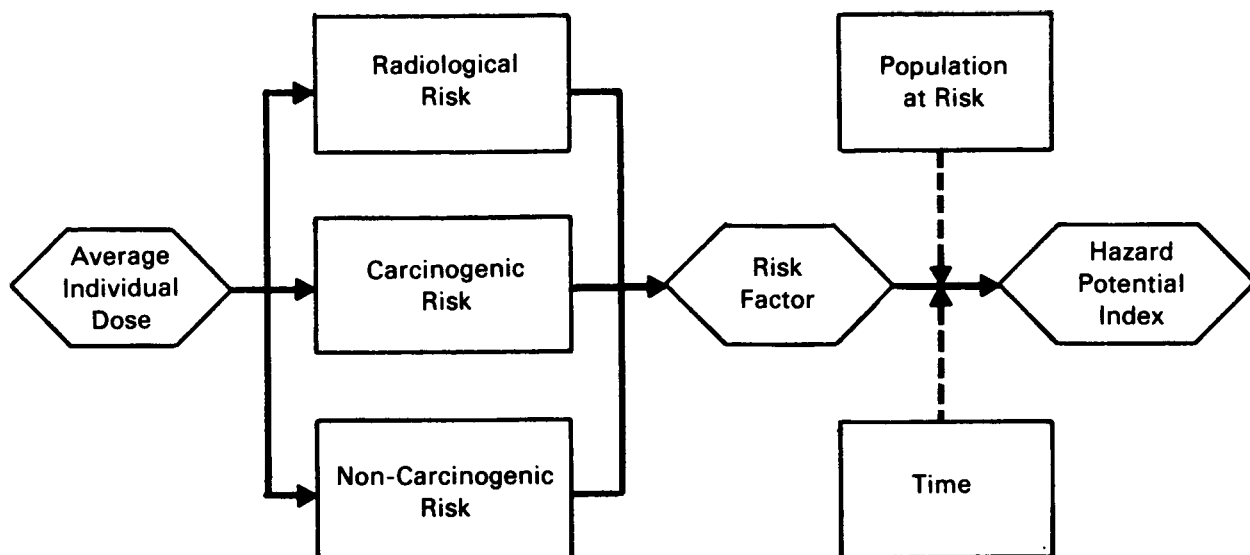 Radiological
Risk
Population
at Risk
Average
Individual
Dose
Carcinogenic
Risk
Risk
Factor
Hazard
Potential
Index
Non-Carcinogenic
Risk
Time